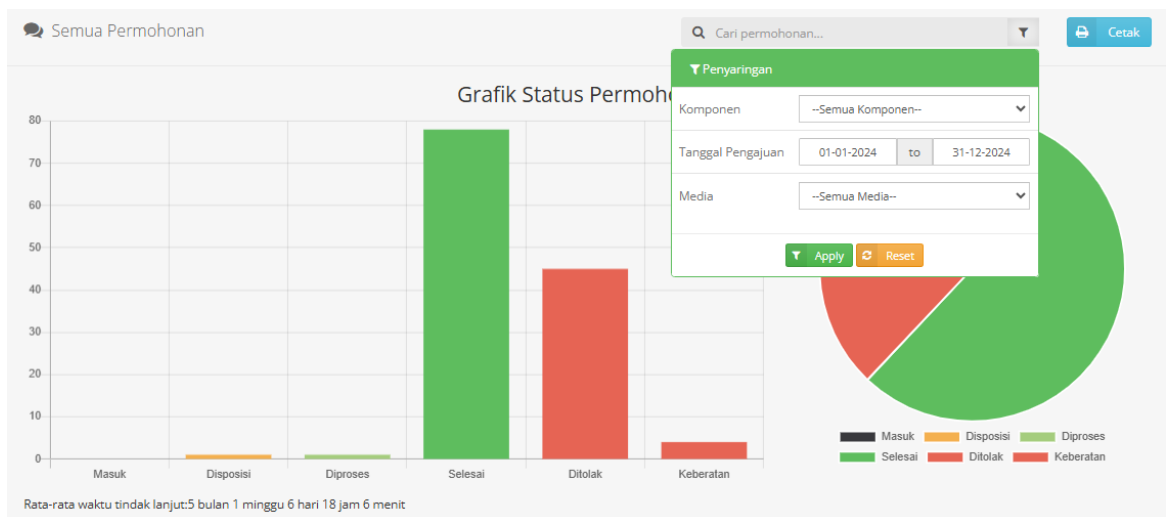 Semua Permohonan
Cari permohonan...
Cetak
Penyaringan
Komponen
--Semua Komponen--
Tanggal Pengajuan
01-01-2024 to 31-12-2024
Media
--Semua Media--
Apply Reset
Grafik Status Permoho
80
70
60
50
40
30
20
10
0
Masuk Disposisi Diproses Selesai Ditolak Keberatan
Masuk Disposisi Diproses
Selesai Ditolak Keberatan
Rata-rata waktu tindak lanjut:5 bulan 1 minggu 6 hari 18 jam 6 menit